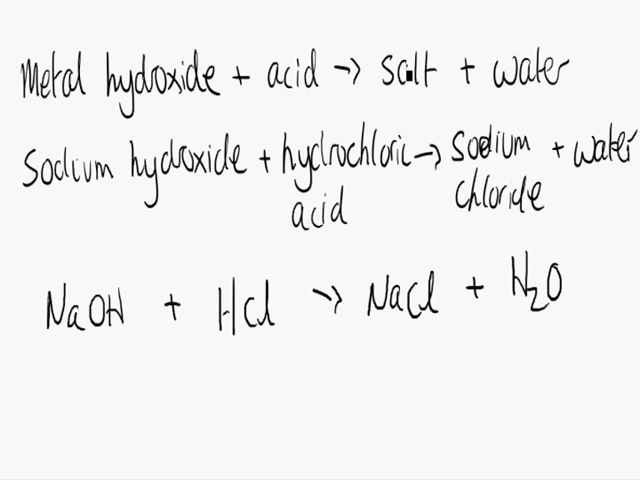 Metal hydroxide + acid → salt + water
Sodium hydroxide + hydrochloric → sodium + water
acid chloride
NaOH + HCl → NaCl + H₂O